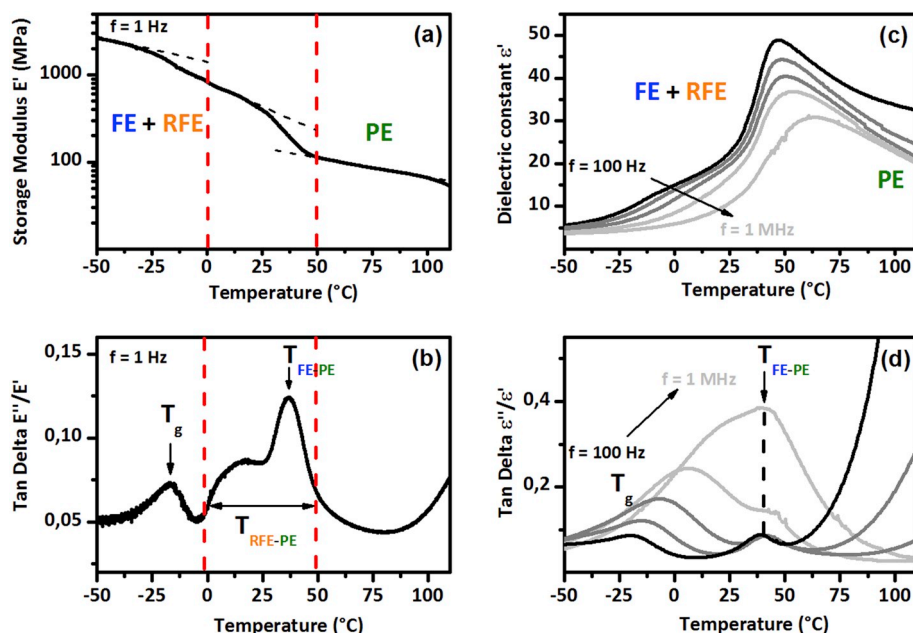 f = 1 Hz
(a)
Storage Modulus E' (MPa)
1000
100
FE + RFE
PE
-50 -25 0 25 50 75 100
Temperature (°C)
(c)
Dielectric constant ε'
50
40
30
20
10
FE + RFE
f = 100 Hz
PE
f = 1 MHz
-50 -25 0 25 50 75 100
Temperature (°C)
0,15
f = 1 Hz
(b)
T FE-PE
Tan Delta E''/E'
0,10
Tg
0,05
T RFE-PE
-50 -25 0 25 50 75 100
Temperature (°C)
(d)
T FE-PE
Tan Delta ε''/ε'
f = 1 MHz
0,4
f = 100 Hz
Tg
0,2
-50 -25 0 25 50 75 100
Temperature (°C)